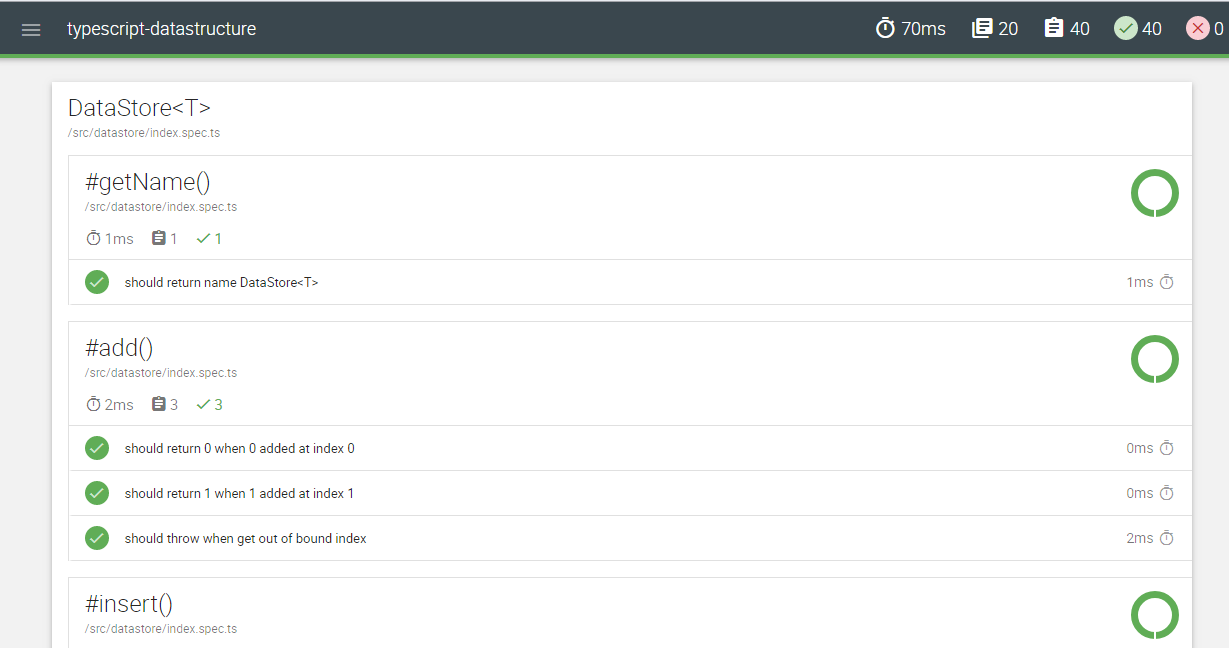 typescript-datastructure 70ms 20 40 40 0
DataStore<T>
/src/datastore/index.spec.ts
#getName()
/src/datastore/index.spec.ts
1ms 1 1
should return name DataStore<T> 1ms
#add()
/src/datastore/index.spec.ts
2ms 3 3
should return 0 when 0 added at index 0 0ms
should return 1 when 1 added at index 1 0ms
should throw when get out of bound index 2ms
#insert()
/src/datastore/index.spec.ts